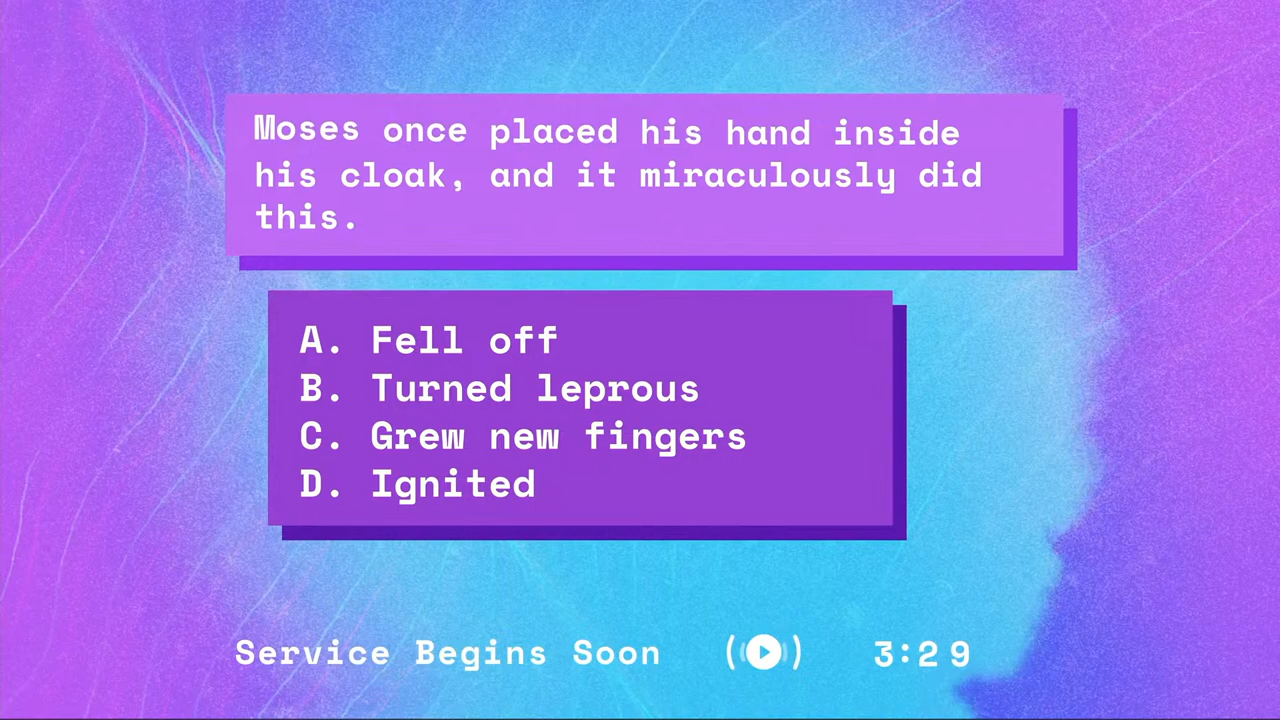 Moses once placed his hand inside
his cloak, and it miraculously did
this.
A. Fell off
B. Turned leprous
C. Grew new fingers
D. Ignited
Service Begins Soon 3:29